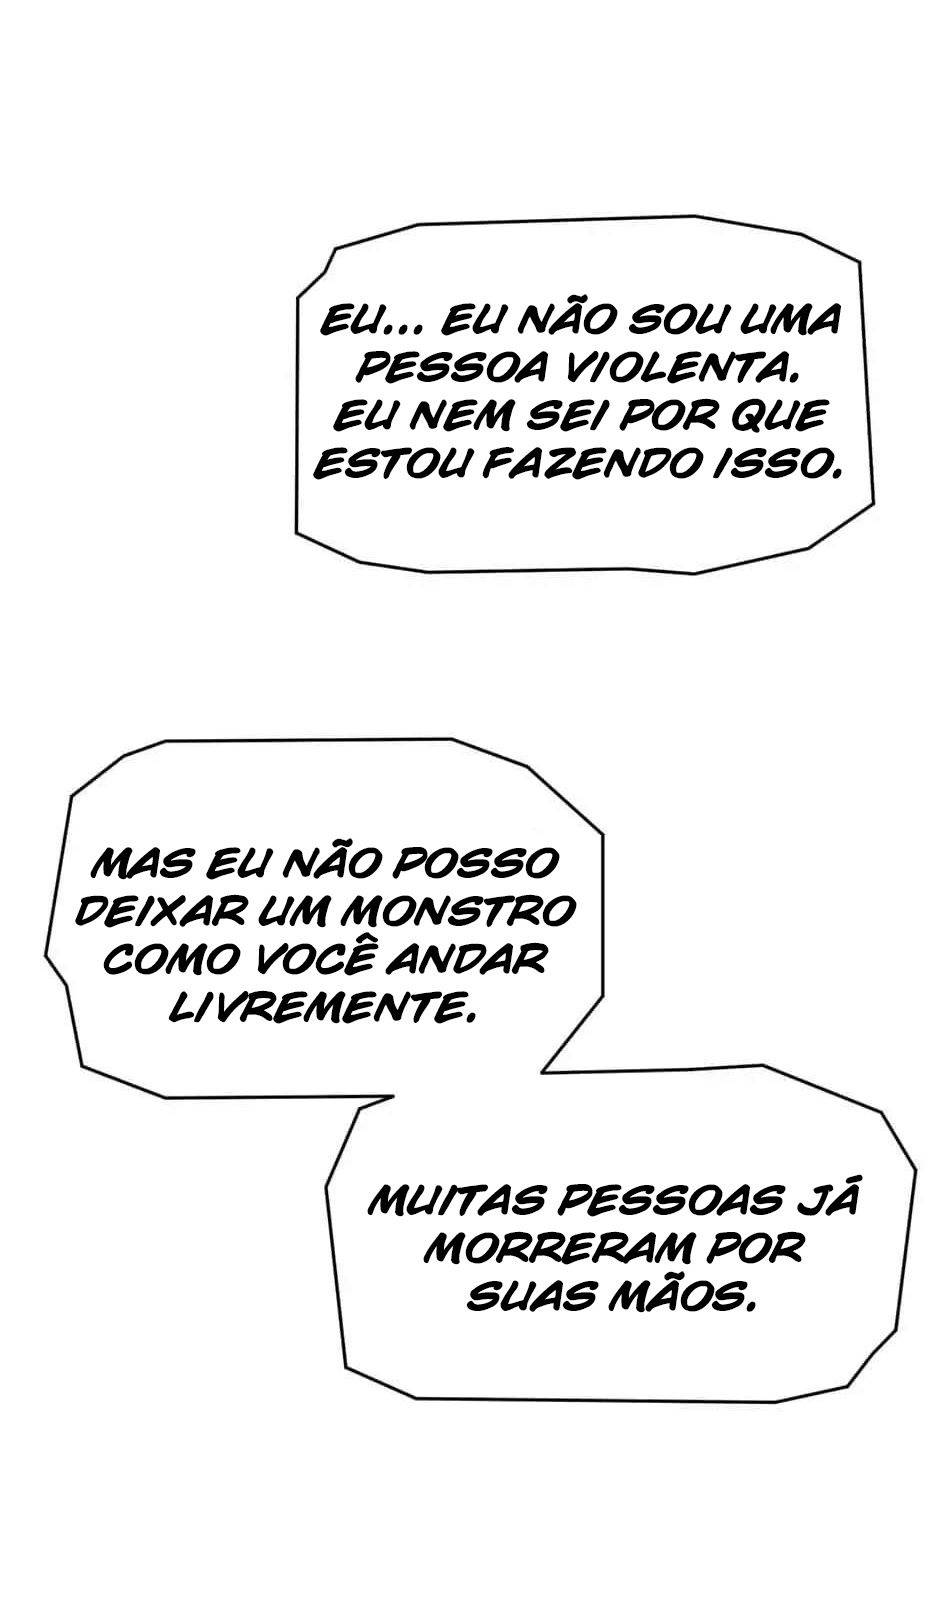 EU... EU NÃO SOU UMA
PESSOA VIOLENTA.
EU NEM SEI POR QUE
ESTOU FAZENDO ISSO.
MAS EU NÃO POSSO
DEIXAR UM MONSTRO
COMO VOCÊ ANDAR
LIVREMENTE.
MUITAS PESSOAS JÁ
MORRERAM POR
SUAS MÃOS.